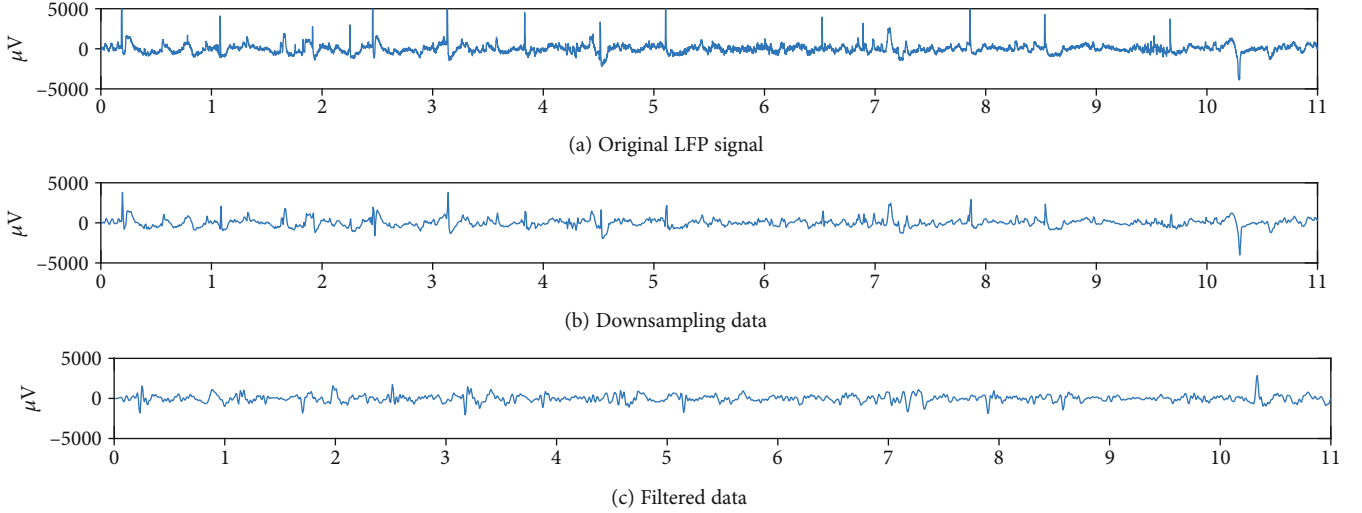 5000
μV
0
−5000
0 1 2 3 4 5 6 7 8 9 10 11
(a) Original LFP signal
5000
μV
0
−5000
0 1 2 3 4 5 6 7 8 9 10 11
(b) Downsampling data
5000
μV
0
−5000
0 1 2 3 4 5 6 7 8 9 10 11
(c) Filtered data